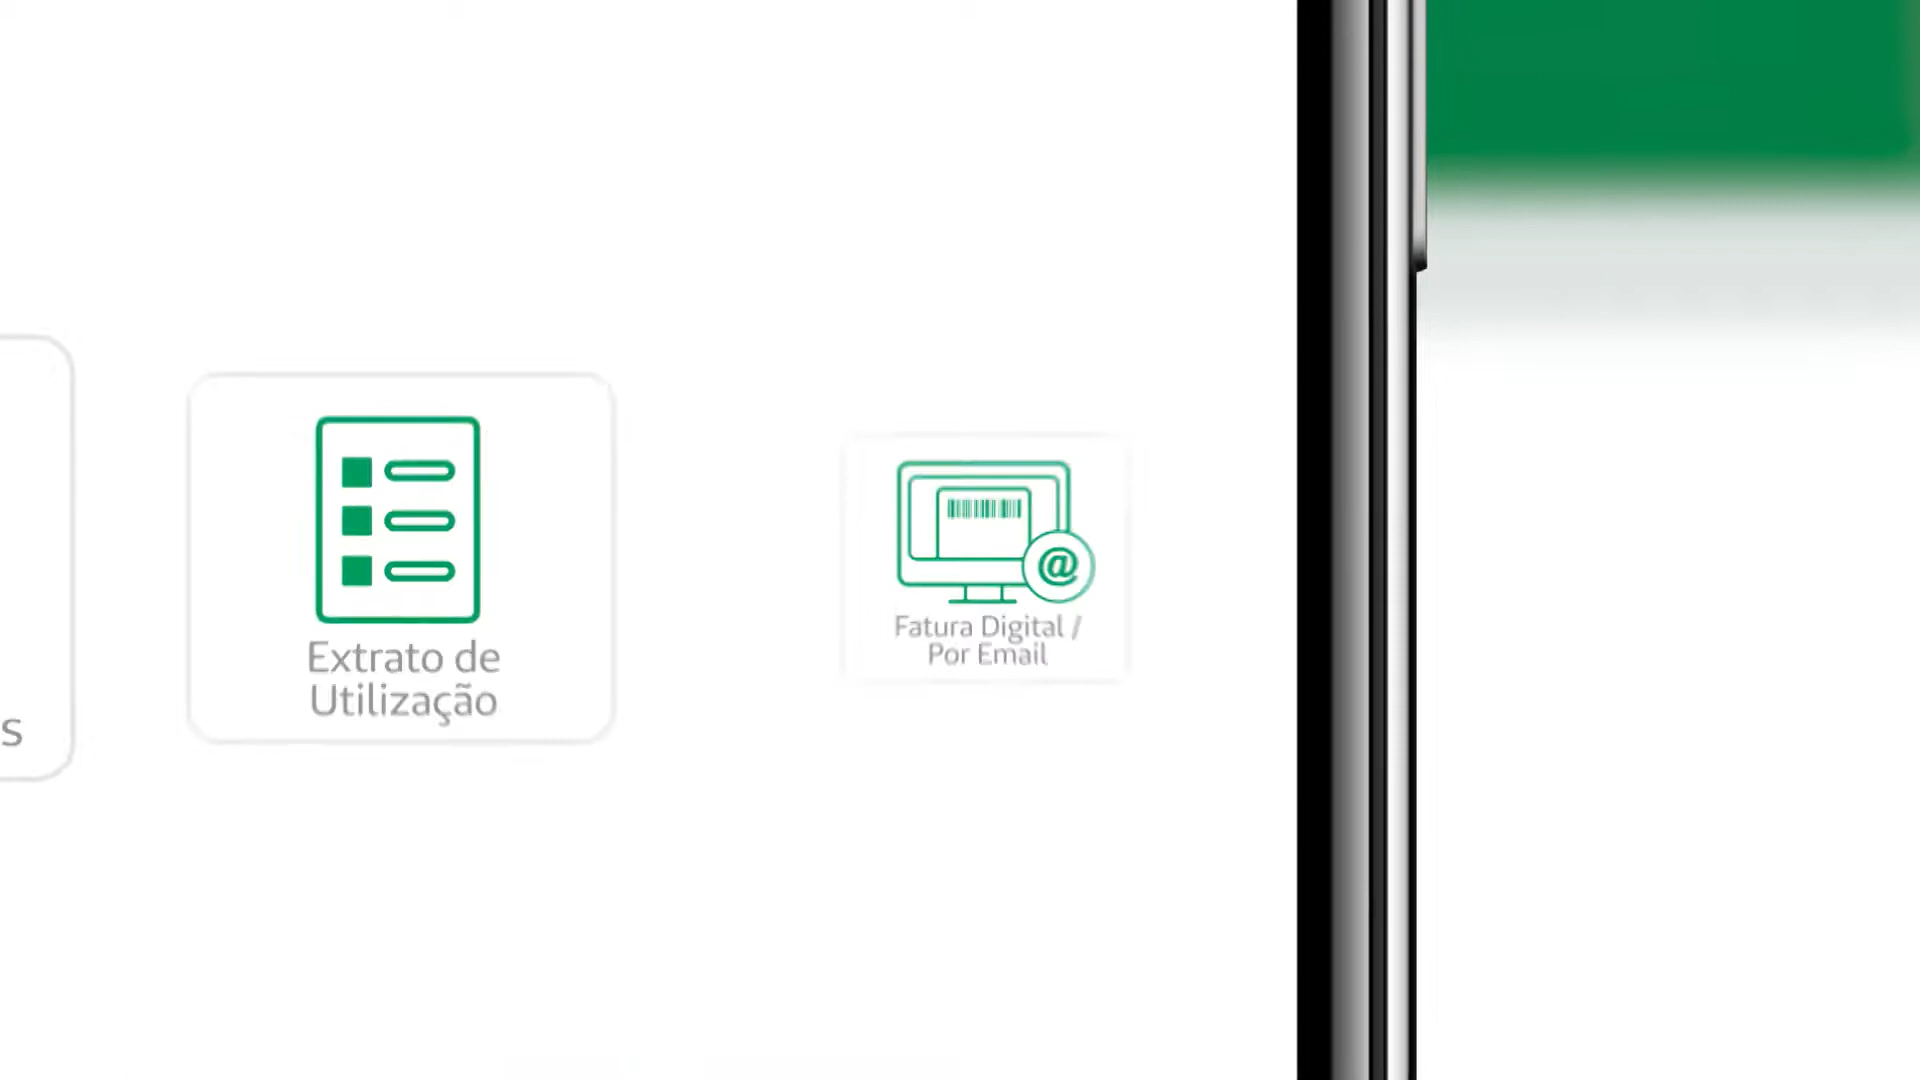 s
Extrato de
Utilização
@
Fatura Digital /
Por Email